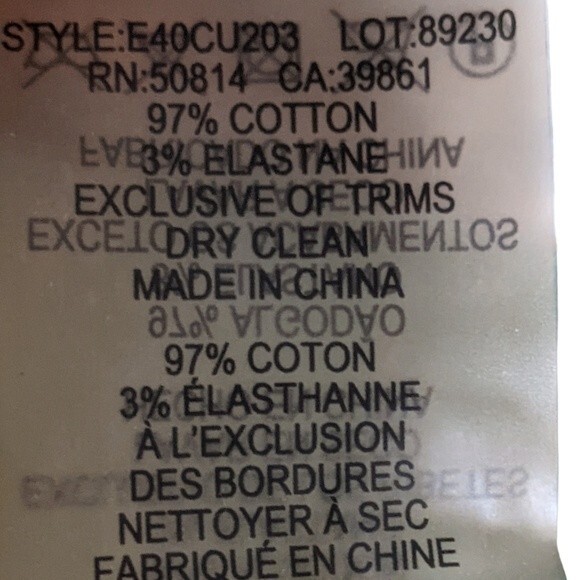 STYLE:E40CU203 LOT:89230
RN:50814 CA:39861
97% COTTON
3% ELASTANE
EXCLUSIVE OF TRIMS
DRY CLEAN
MADE IN CHINA
97% COTON
3% ÉLASTHANNE
À L'EXCLUSION
DES BORDURES
NETTOYER À SEC
FABRIQUÉ EN CHINE